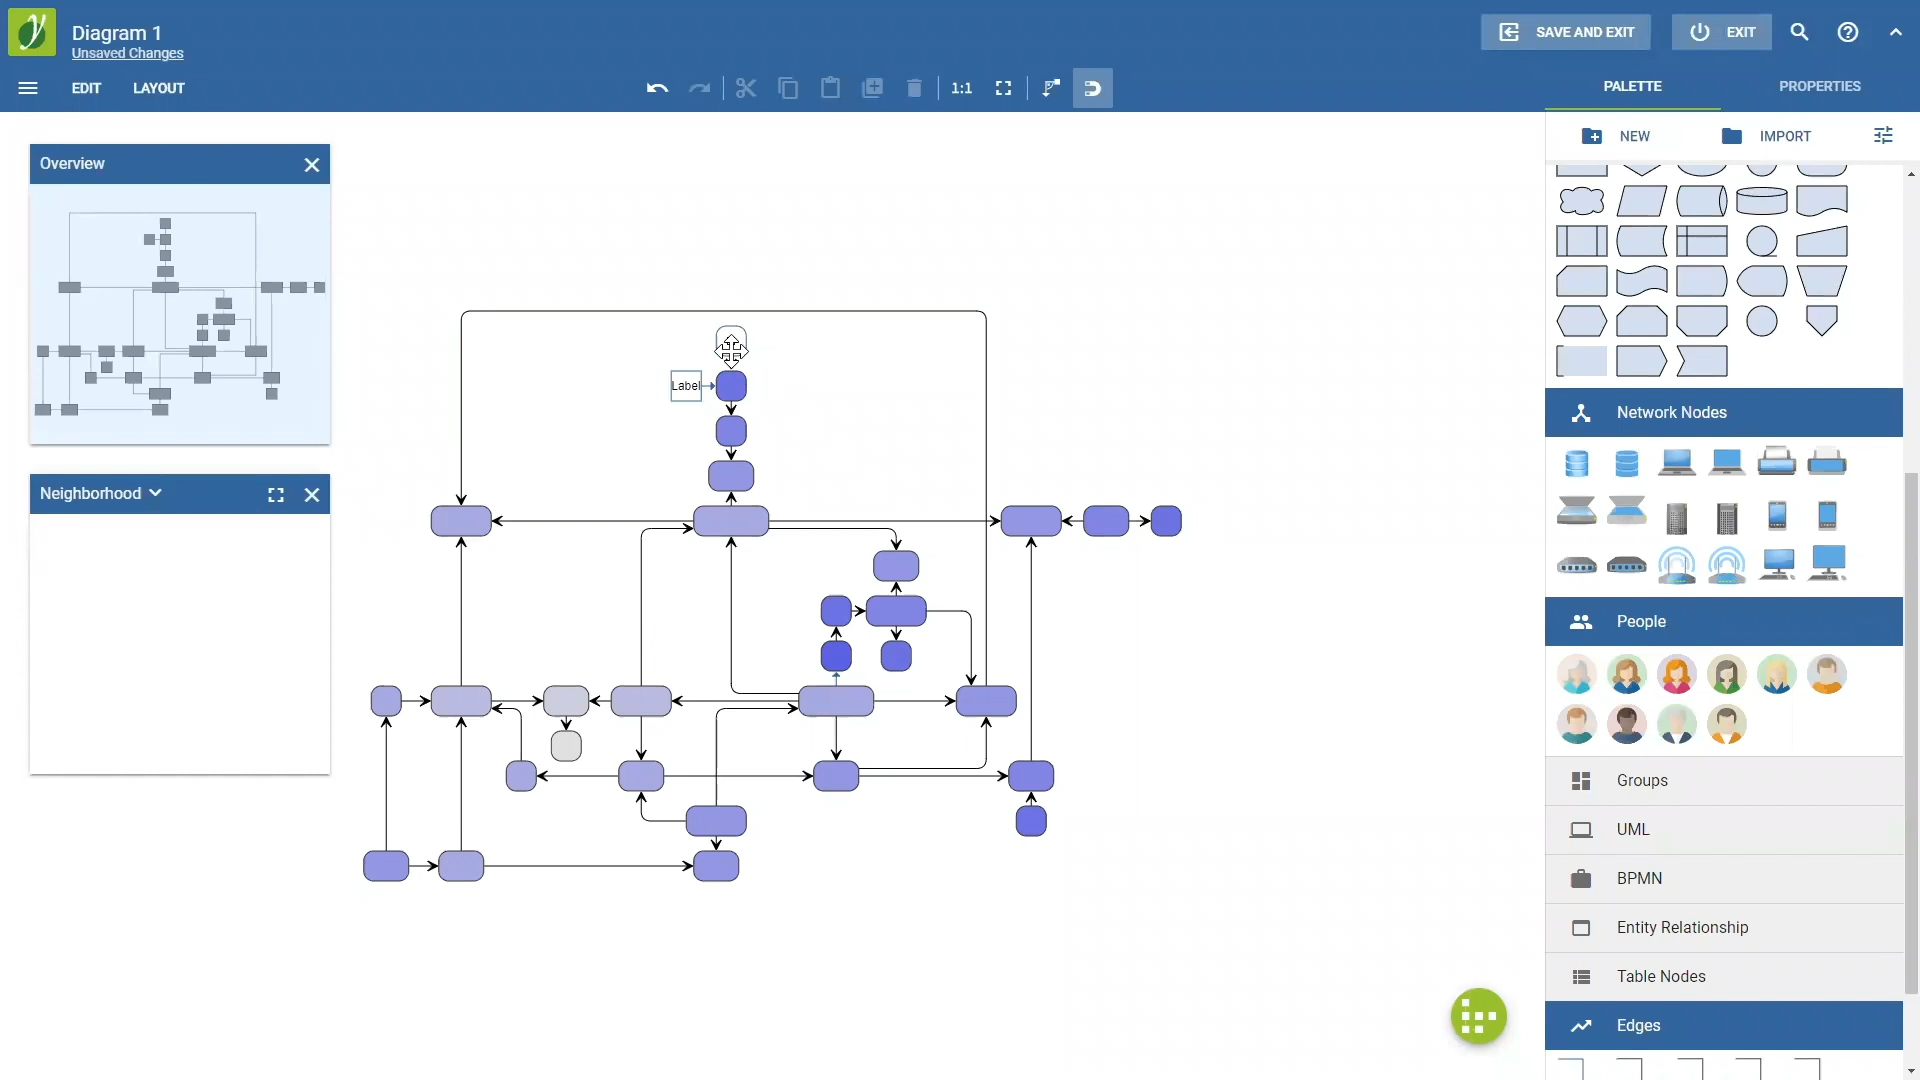 Diagram 1
Unsaved Changes
SAVE AND EXIT
EXIT
EDIT
LAYOUT
1:1
PALETTE
PROPERTIES
NEW
IMPORT
Overview
Neighborhood
Label
Network Nodes
People
Groups
UML
BPMN
Entity Relationship
Table Nodes
Edges